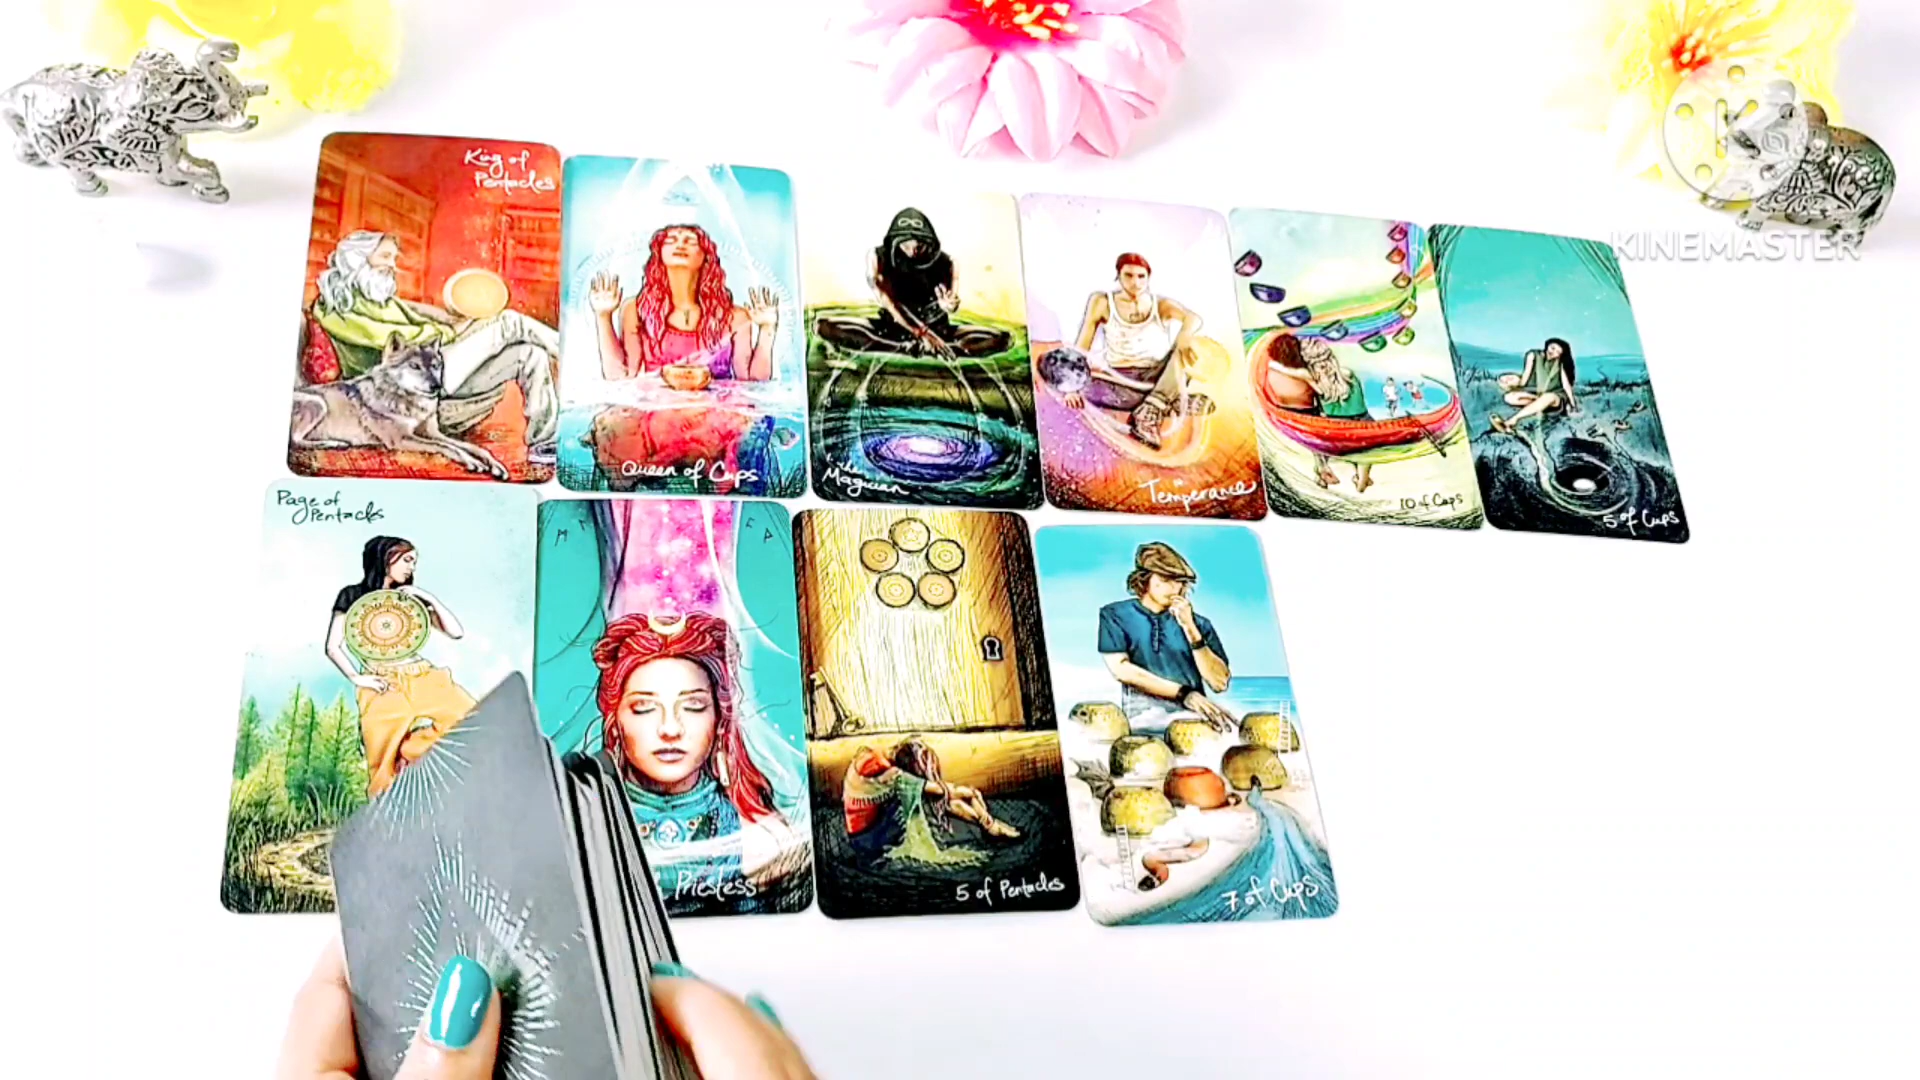 King of
Pentacles
Queen of Cups
1. the
Magician
Temperance
10 of Cups
5 of Cups
KINEMASTER
Page of
Pentacles
Priestess
5 of Pentacles
7 of Cups